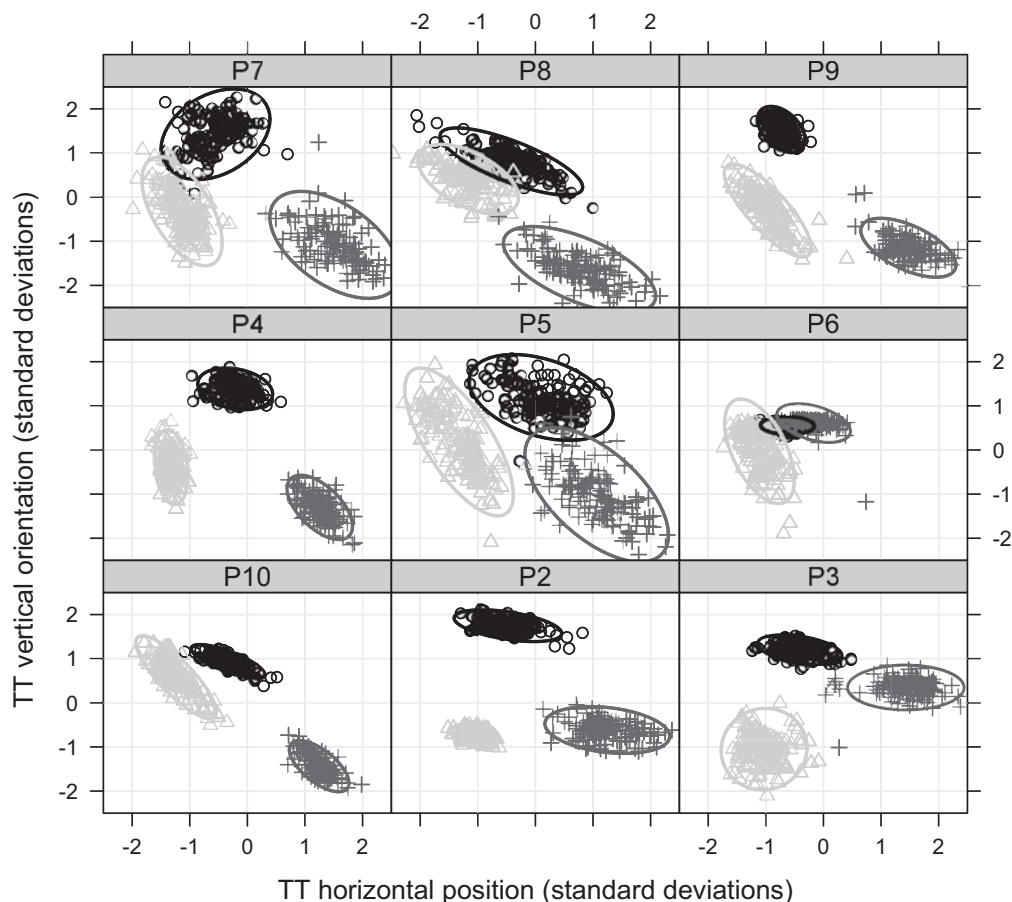 -2 -1 0 1 2
P7 P8 P9
2
1
0
-1
-2
P4 P5 P6
2
1
0
-1
-2
P10 P2 P3
2
1
0
-1
-2
-2 -1 0 1 2 -2 -1 0 1 2
TT vertical orientation (standard deviations)
TT horizontal position (standard deviations)